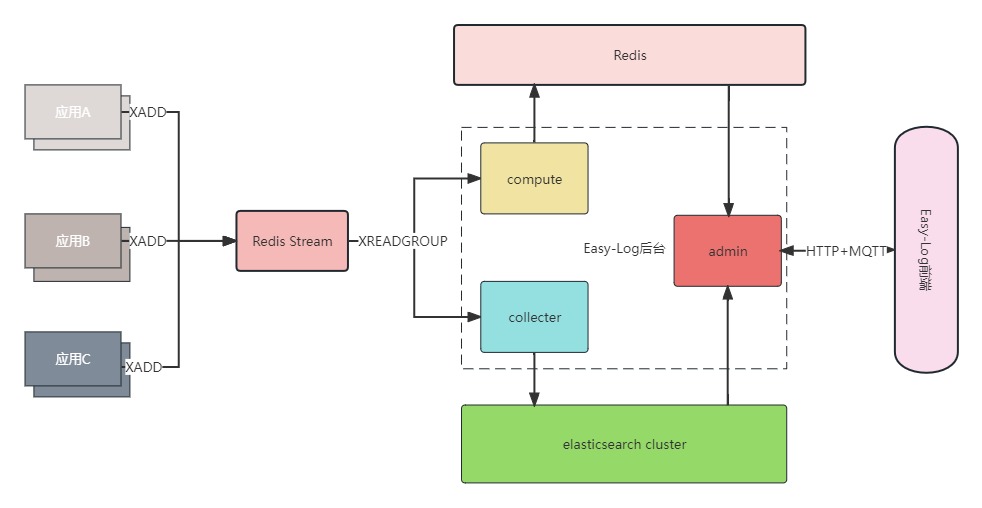 Redis
应用A
XADD
compute
应用B
XADD
Redis Stream
XREADGROUP
Easy-Log后台
admin
HTTP+MQTT
Easy-Log前端
collecter
应用C
XADD
elasticsearch cluster